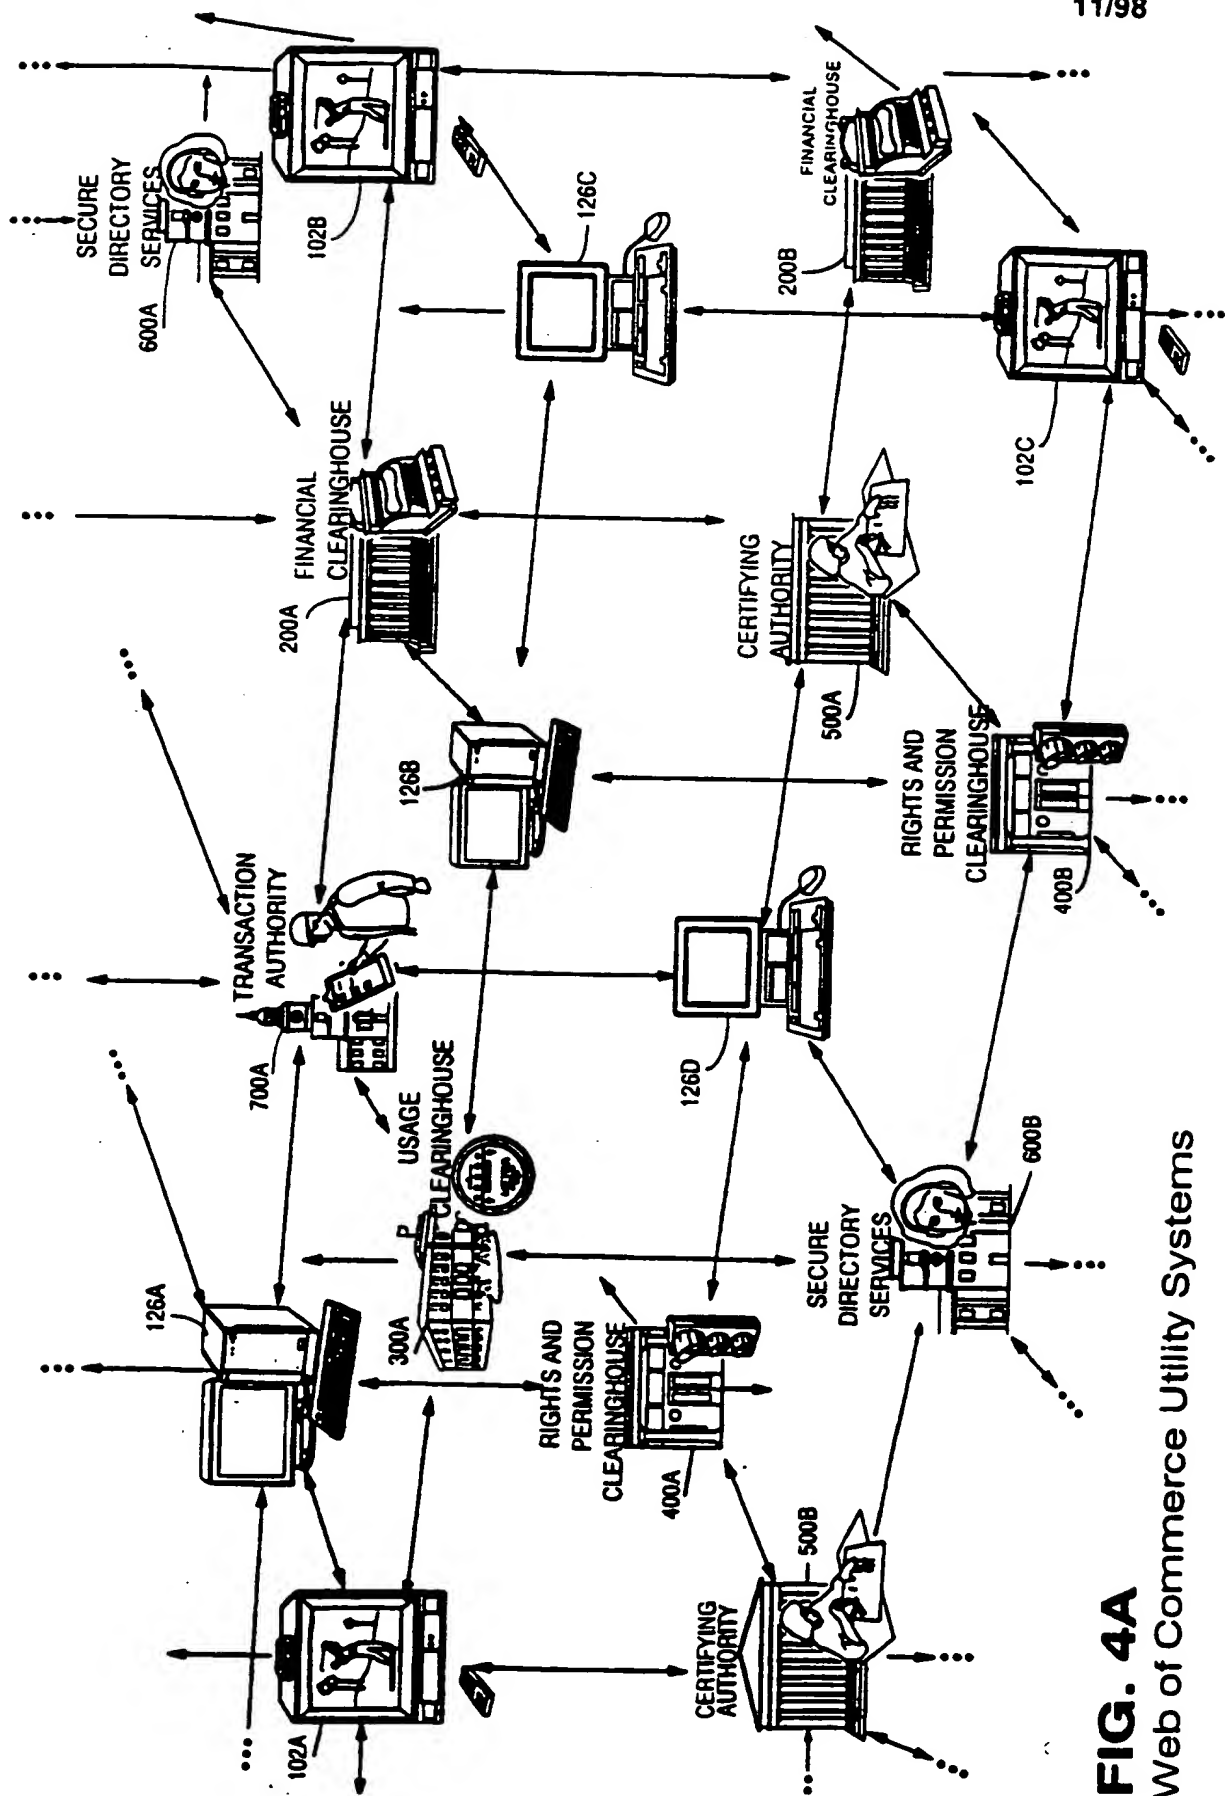 11/98
SECURE
DIRECTORY
SERVICES
600A
102B
126C
FINANCIAL
CLEARINGHOUSE
200B
102C
FINANCIAL
CLEARINGHOUSE
200A
CERTIFYING
AUTHORITY
500A
126B
RIGHTS AND
PERMISSION
CLEARINGHOUSE
400B
TRANSACTION
AUTHORITY
700A
126D
USAGE
CLEARINGHOUSE
300A
SECURE
DIRECTORY
SERVICES
600B
126A
RIGHTS AND
PERMISSION
CLEARINGHOUSE
400A
102A
CERTIFYING
AUTHORITY
500B
FIG. 4A
Web of Commerce Utility Systems